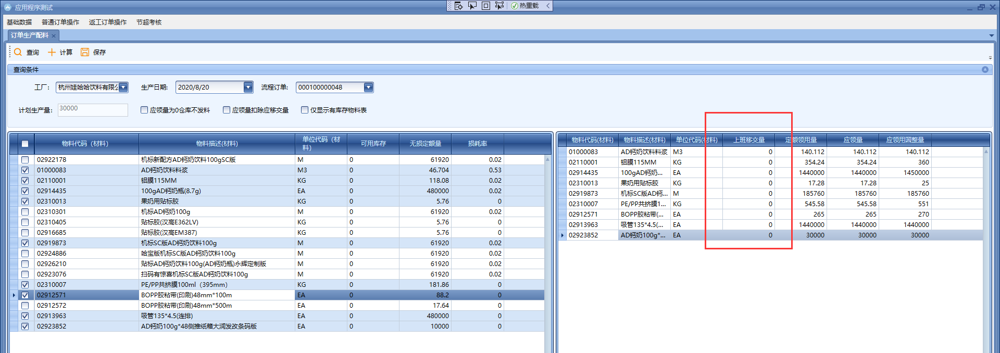 应用程序测试
热重载
基础数据 普通订单操作 返工订单操作 节超考核
订单生产配料
查询 计算 保存
查询条件
工厂: 杭州娃哈哈饮料有限公 生产日期: 2020/8/20 流程订单: 000100000048
计划生产量: 30000 应领量为0仓库不发料 应领量扣除应移交量 仅显示有库存物料表
物料代码（材料） 物料描述(材料) 单位代码（材料） 可用库存 无损定额量 损耗率
02922178 机标新配方AD钙奶饮料100gSC版 M 0 61920 0.02
01000083 AD钙奶饮料料浆 M3 0 46.704 0.53
02110001 铝膜115MM KG 0 118.08 0.02
02914435 100gAD钙奶瓶(8.7g) EA 0 480000 0.02
02310013 果奶用贴标胶 KG 0 5.76 0
02310301 机标AD钙奶100g M 0 61920 0.02
02310405 贴标胶(汉高E362LV) KG 0 5.76 0
02916685 贴标胶(汉高EM387) KG 0 5.76 0
02919873 机标SC版AD钙奶饮料100g M 0 61920 0.02
02924886 哈宝版机标SC版AD钙奶饮料100g M 0 61920 0.02
02926210 贴标AD钙奶饮料100g(AD钙奶瓶)永辉定制版 M 0 61920 0.02
02923076 扫码有惊喜机标SC版AD钙奶饮料100g M 0 61920 0.02
02310007 PE/PP共挤膜100ml（395mm） KG 0 181.86 0
02912571 BOPP胶粘带(印刷)48mm*100m EA 0 88.2 0
02912572 BOPP胶粘带(印刷)48mm*500m EA 0 17.64 0
02913963 吸管135*4.5(连排) EA 0 480000 0
02923852 AD钙奶100g*48侧推纸箱大润发改条码版 EA 0 10000 0
物料代码(材料) 物料描述(材料) 单位代码(材料) 上班移交量 定额领用量 应领量 应领用圆整量
01000083 AD钙奶饮料料浆 M3 0 140.112 140.112 140.112
02110001 铝膜115MM KG 0 354.24 354.24 360
02914435 100gAD钙奶... EA 0 1440000 1440000 1450000
02310013 果奶用贴标胶 KG 0 17.28 17.28 25
02919873 机标SC版AD钙... M 0 185760 185760 185760
02310007 PE/PP共挤膜1... KG 0 545.58 545.58 551
02912571 BOPP胶粘带(... EA 0 265 265 270
02913963 吸管135*4.5(... EA 0 1440000 1440000 1440000
02923852 AD钙奶100g*... EA 0 30000 30000 30000